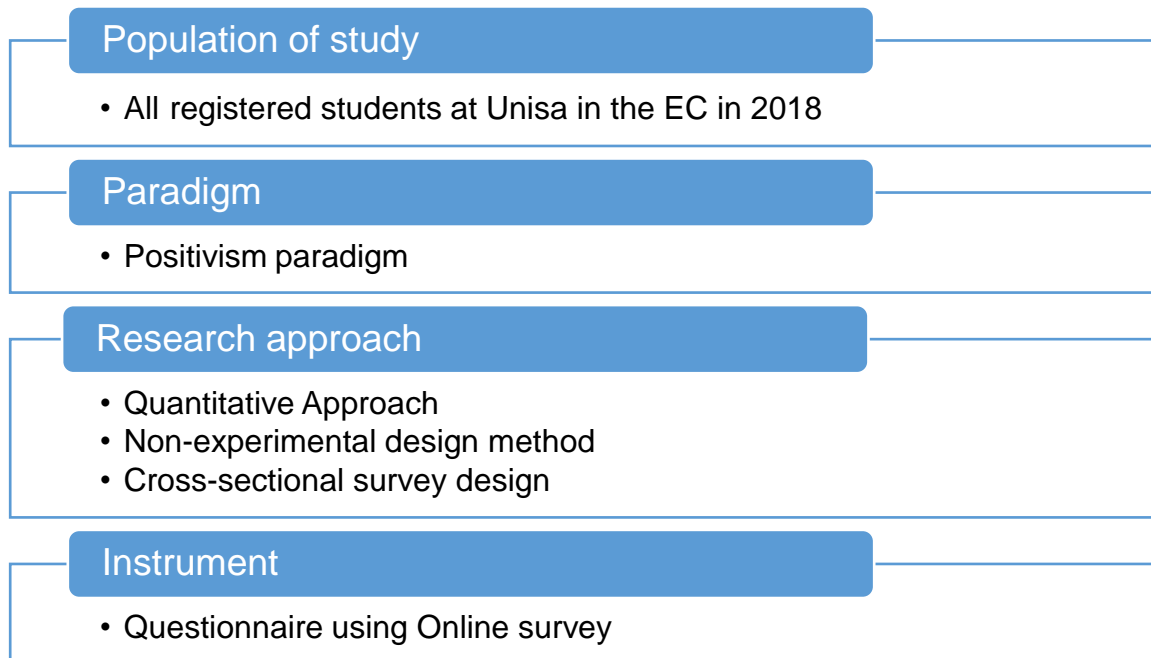 Population of study
• All registered students at Unisa in the EC in 2018
Paradigm
• Positivism paradigm
Research approach
• Quantitative Approach
• Non-experimental design method
• Cross-sectional survey design
Instrument
• Questionnaire using Online survey